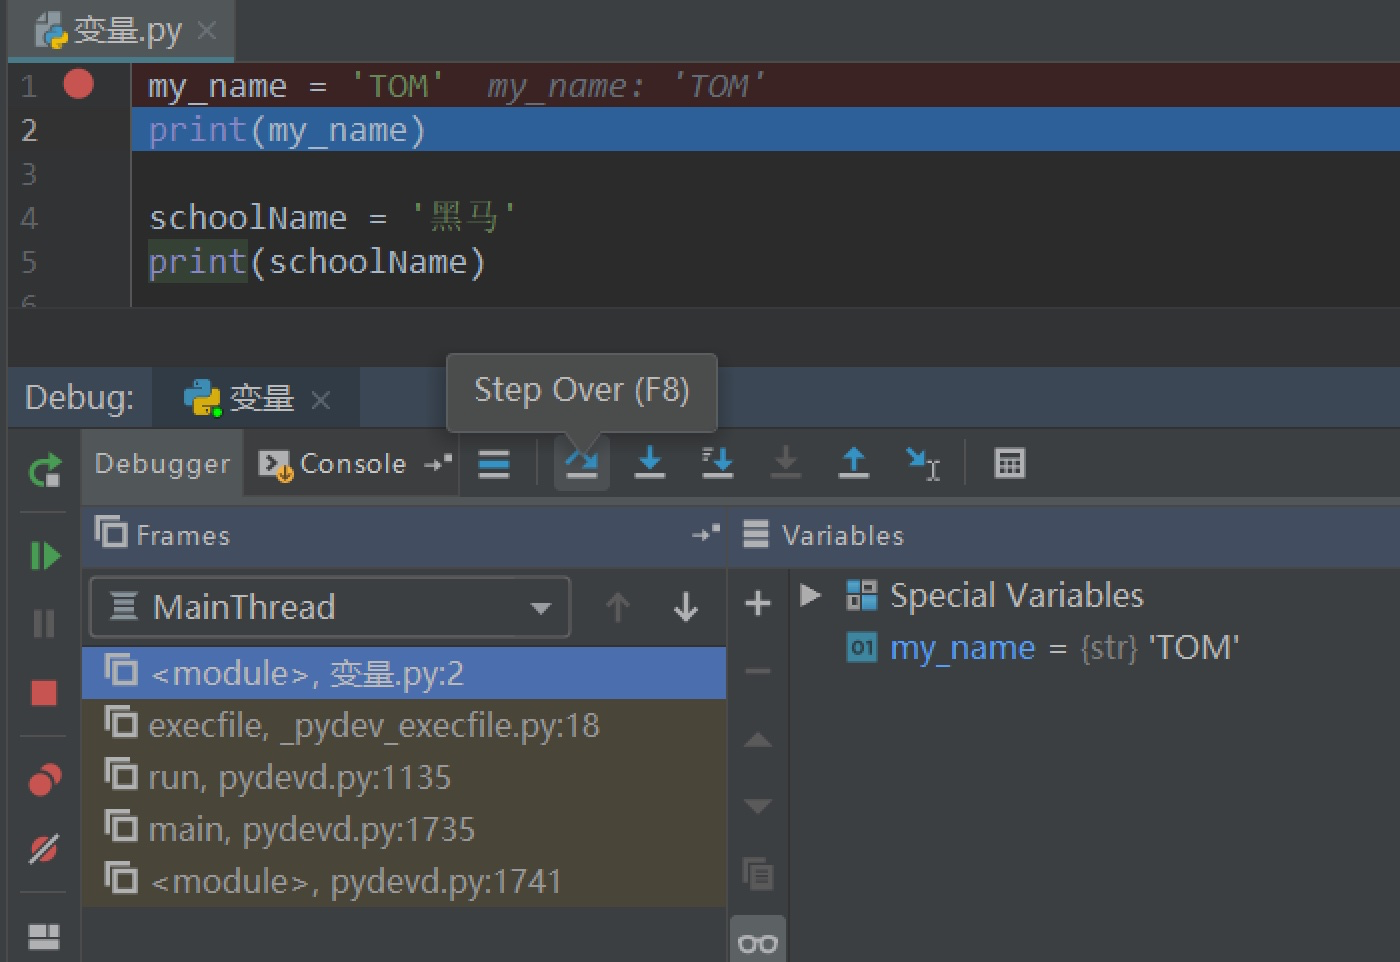 变量.py
1 my_name = 'TOM' my_name: 'TOM'
2 print(my_name)
3
4 schoolName = '黑马'
5 print(schoolName)
6
Step Over (F8)
Debug: 变量
Debugger Console
Frames
Variables
MainThread
Special Variables
01 my_name = {str} 'TOM'
<module>, 变量.py:2
execfile, _pydev_execfile.py:18
run, pydevd.py:1135
main, pydevd.py:1735
<module>, pydevd.py:1741